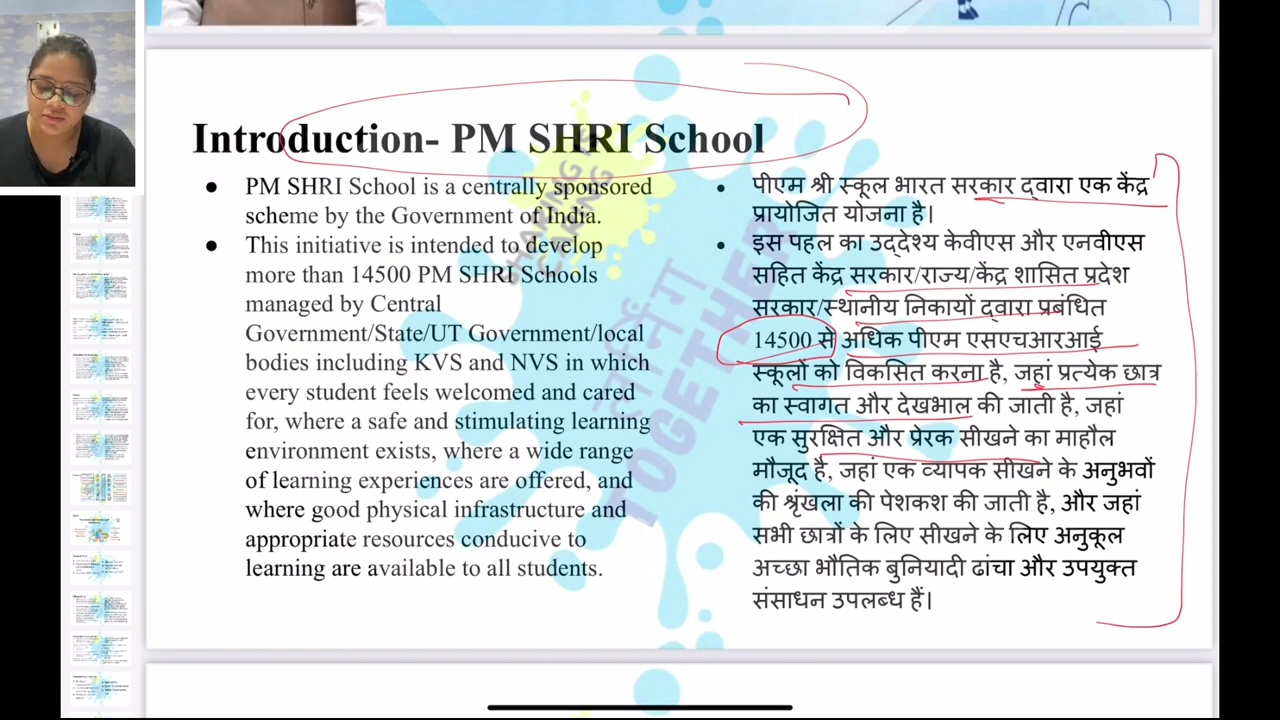 Introduction- PM SHRI School
● PM SHRI School is a centrally sponsored
scheme by the Government of India.
● This initiative is intended to develop
more than 14500 PM SHRI Schools
managed by Central
Government/State/UT Government/local
bodies including KVS and NVS in which
every student feels welcomed and cared
for, where a safe and stimulating learning
environment exists, where a wide range
of learning experiences are offered, and
where good physical infrastructure and
appropriate resources conducive to
learning are available to all students.
● पीएम श्री स्कूल भारत सरकार द्वारा एक केंद्र
प्रायोजित योजना है।
● इस पहल का उद्देश्य केवीएस और एनवीएस
सहित केंद्र सरकार/राज्य/केंद्र शासित प्रदेश
सरकार/स्थानीय निकायों द्वारा प्रबंधित
14500 से अधिक पीएम एसएचआरआई
स्कूलों को विकसित करना है, जहां प्रत्येक छात्र
का स्वागत और देखभाल की जाती है, जहां
एक सुरक्षित और प्रेरक सीखने का माहौल
मौजूद है, जहां एक व्यापक सीखने के अनुभवों
की श्रृंखला की पेशकश की जाती है, और जहां
सभी छात्रों के लिए सीखने के लिए अनुकूल
अच्छा भौतिक बुनियादी ढांचा और उपयुक्त
संसाधन उपलब्ध हैं।
TOGETHER